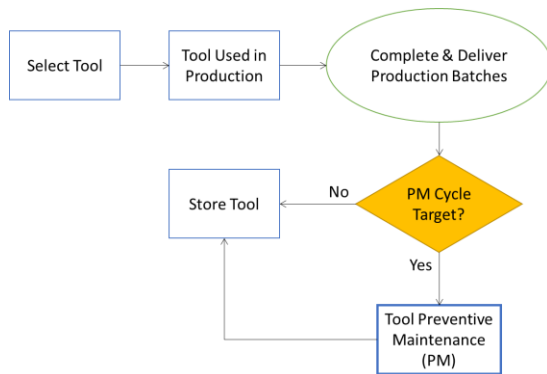 Select Tool
Tool Used in
Production
Complete & Deliver
Production Batches
PM Cycle
Target?
No
Store Tool
Yes
Tool Preventive
Maintenance
(PM)